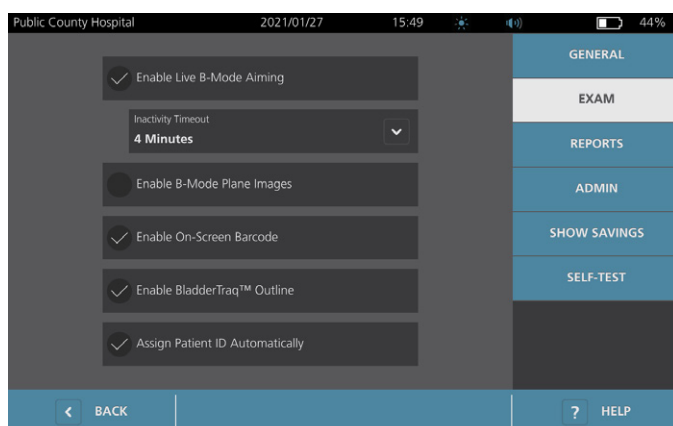 Public County Hospital 2021/01/27 15:49 44%
Enable Live B-Mode Aiming
Inactivity Timeout
4 Minutes
Enable B-Mode Plane Images
Enable On-Screen Barcode
Enable BladderTraq™ Outline
Assign Patient ID Automatically
GENERAL
EXAM
REPORTS
ADMIN
SHOW SAVINGS
SELF-TEST
BACK
? HELP